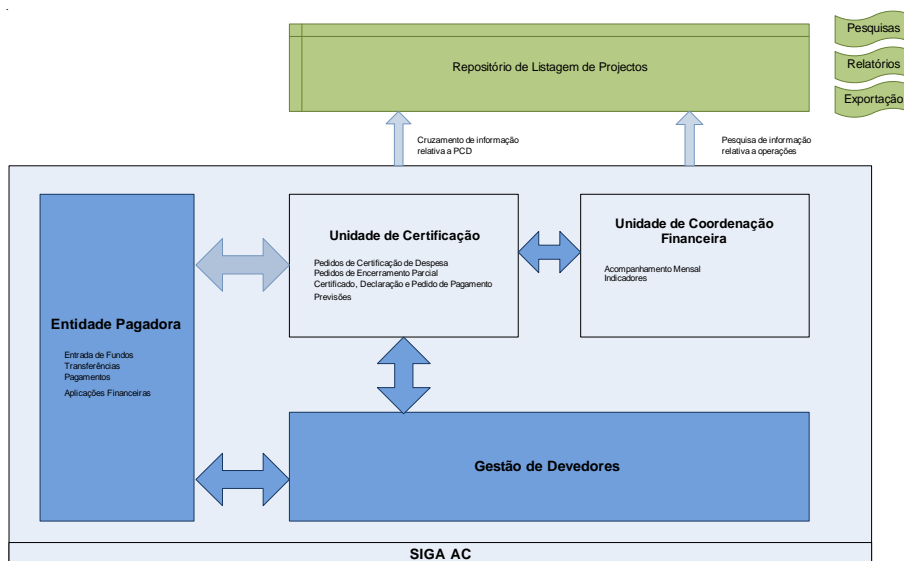 Pesquisas
Repositório de Listagem de Projectos
Relatórios
Exportação
Cruzamento de informação
relativa a PCD
Pesquisa de informação
relativa a operações
Unidade de Certificação
Pedidos de Certificação de Despesa
Pedidos de Encerramento Parcial
Certificado, Declaração e Pedido de Pagamento
Previsões
Unidade de Coordenação
Financeira
Acompanhamento Mensal
Indicadores
Entidade Pagadora
Entrada de Fundos
Transferências
Pagamentos
Aplicações Financeiras
Gestão de Devedores
SIGA AC